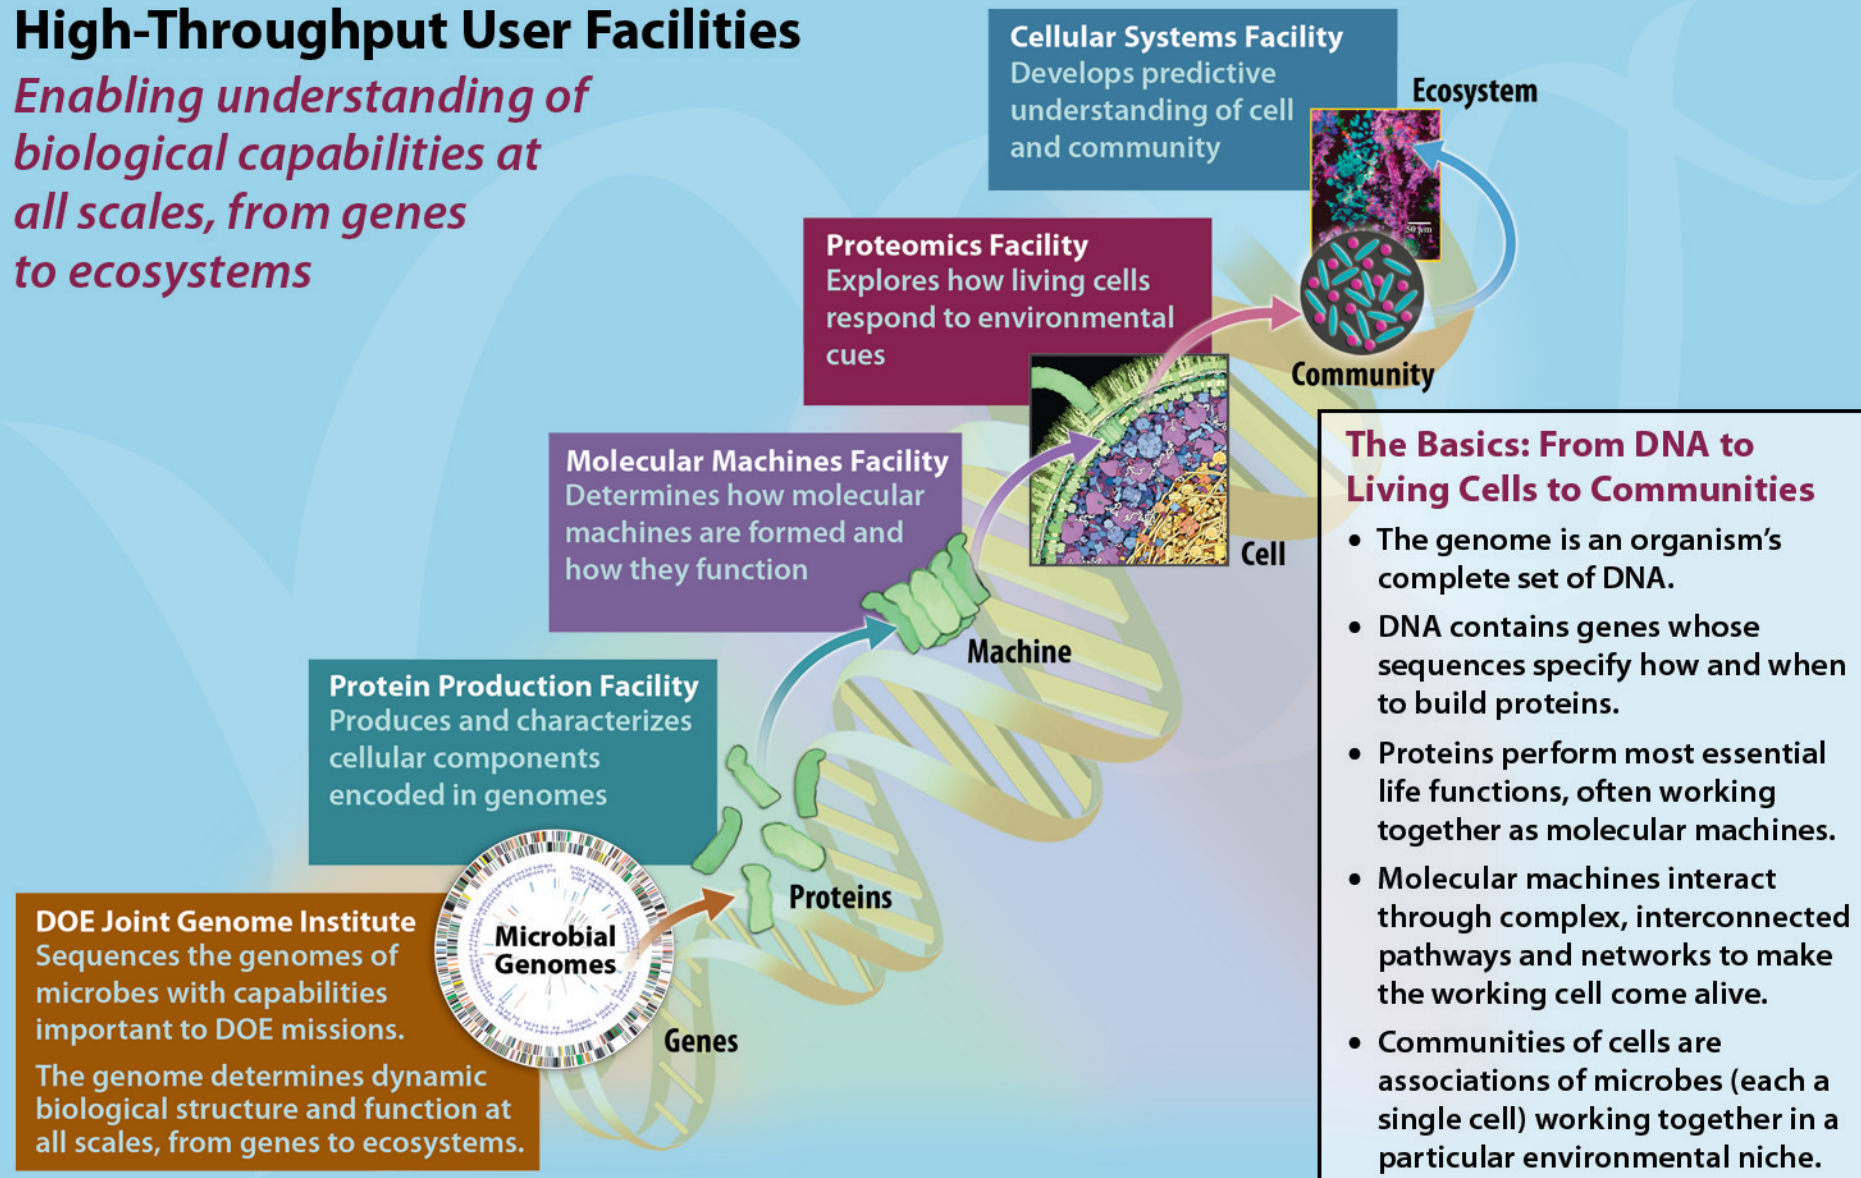 High-Throughput User Facilities
Enabling understanding of
biological capabilities at
all scales, from genes
to ecosystems
Cellular Systems Facility
Develops predictive
understanding of cell
and community
Ecosystem
50 µm
Proteomics Facility
Explores how living cells
respond to environmental
cues
Community
Molecular Machines Facility
Determines how molecular
machines are formed and
how they function
Cell
Machine
Protein Production Facility
Produces and characterizes
cellular components
encoded in genomes
Proteins
DOE Joint Genome Institute
Sequences the genomes of
microbes with capabilities
important to DOE missions.
The genome determines dynamic
biological structure and function at
all scales, from genes to ecosystems.
Microbial
Genomes
Genes
The Basics: From DNA to
Living Cells to Communities
• The genome is an organism's
complete set of DNA.
• DNA contains genes whose
sequences specify how and when
to build proteins.
• Proteins perform most essential
life functions, often working
together as molecular machines.
• Molecular machines interact
through complex, interconnected
pathways and networks to make
the working cell come alive.
• Communities of cells are
associations of microbes (each a
single cell) working together in a
particular environmental niche.